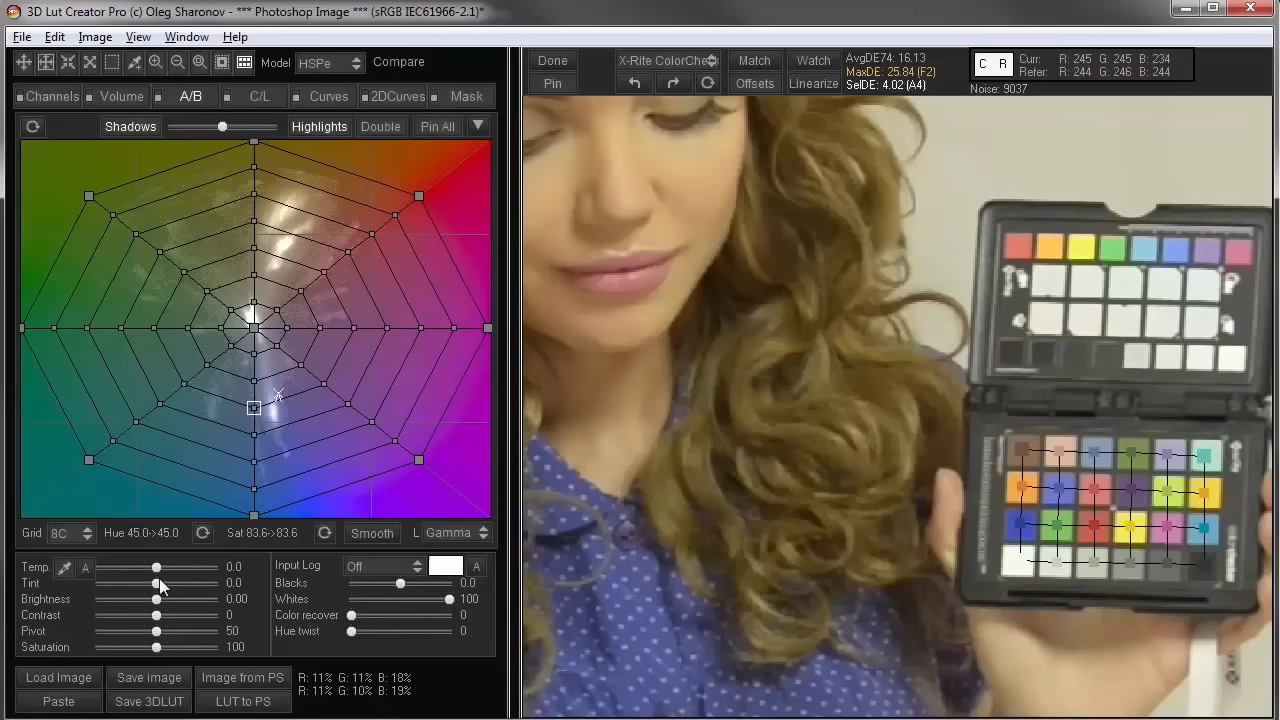 3D Lut Creator Pro (c) Oleg Sharonov - *** Photoshop Image *** (sRGB IEC61966-2.1)*
File Edit Image View Window Help
Model HSPe Compare
Channels Volume A/B C/L Curves 2DCurves Mask
Shadows Highlights Double Pin All
Grid 8C Hue 45.0->45.0 Sat 83.6->83.6 Smooth L Gamma
Temp. A 0.0
Tint 0.0
Brightness 0.00
Contrast 0
Pivot 50
Saturation 100
Input Log Off A
Blacks 0.0
Whites 100
Color recover 0
Hue twist 0
Load Image Save image Image from PS
Paste Save 3DLUT LUT to PS
R: 11% G: 11% B: 18%
R: 11% G: 10% B: 19%
Done X-Rite ColorChe Match Watch
Pin Offsets Linearize
AvgDE74: 16.13
MaxDE: 25.84 (F2)
SelDE: 4.02 (A4)
C R
Curr: R: 245 G: 245 B: 234
Refer: R: 244 G: 246 B: 244
Noise: 9037